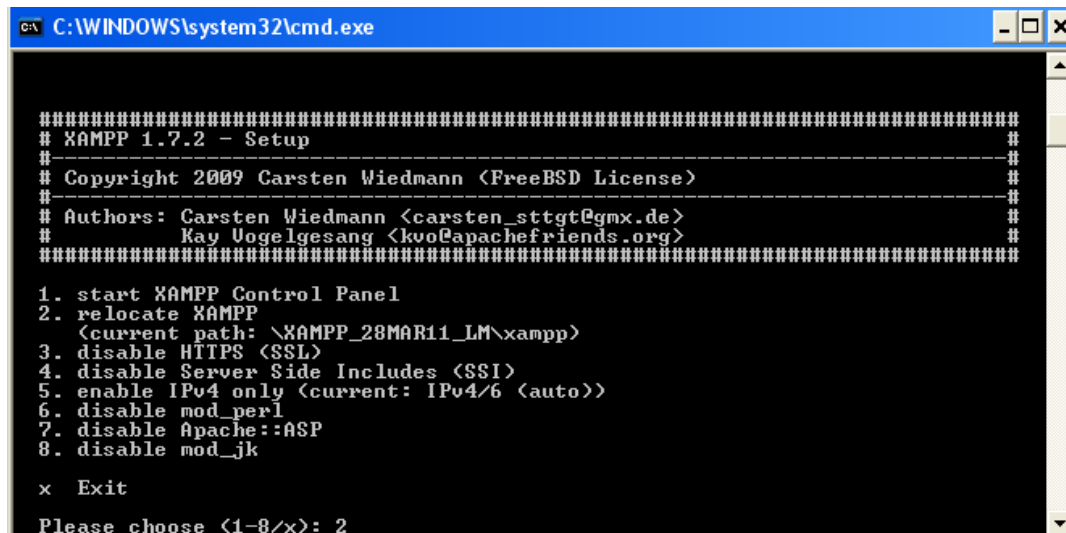 C:\WINDOWS\system32\cmd.exe
###############################################################################
# XAMPP 1.7.2 - Setup #
#-----------------------------------------------------------------------------#
# Copyright 2009 Carsten Wiedmann (FreeBSD License) #
#-----------------------------------------------------------------------------#
# Authors: Carsten Wiedmann <carsten_sttgt@gmx.de> #
# Kay Vogelgesang <kvo@apachefriends.org> #
###############################################################################
1. start XAMPP Control Panel
2. relocate XAMPP
(current path: \XAMPP_28MAR11_LM\xampp)
3. disable HTTPS (SSL)
4. disable Server Side Includes (SSI)
5. enable IPv4 only (current: IPv4/6 (auto))
6. disable mod_perl
7. disable Apache::ASP
8. disable mod_jk
x Exit
Please choose (1-8/x): 2